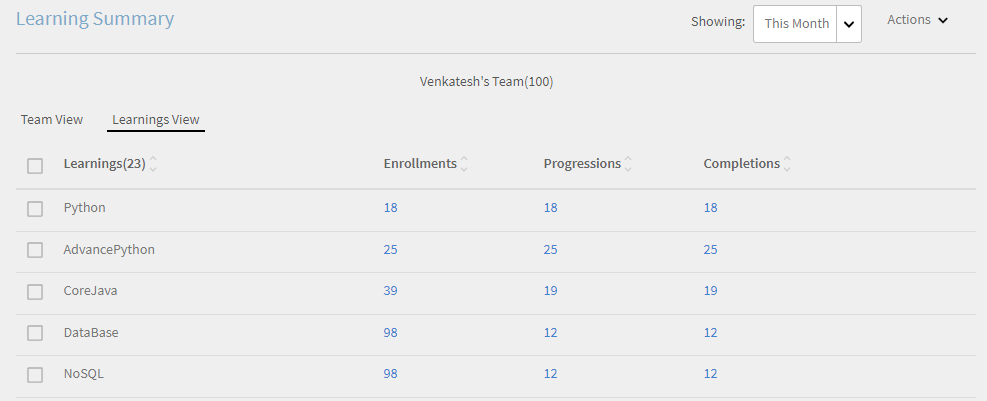 Learning Summary
Showing: This Month Actions
Venkatesh's Team(100)
Team View Learnings View
Learnings(23) Enrollments Progressions Completions
Python 18 18 18
AdvancePython 25 25 25
CoreJava 39 19 19
DataBase 98 12 12
NoSQL 98 12 12